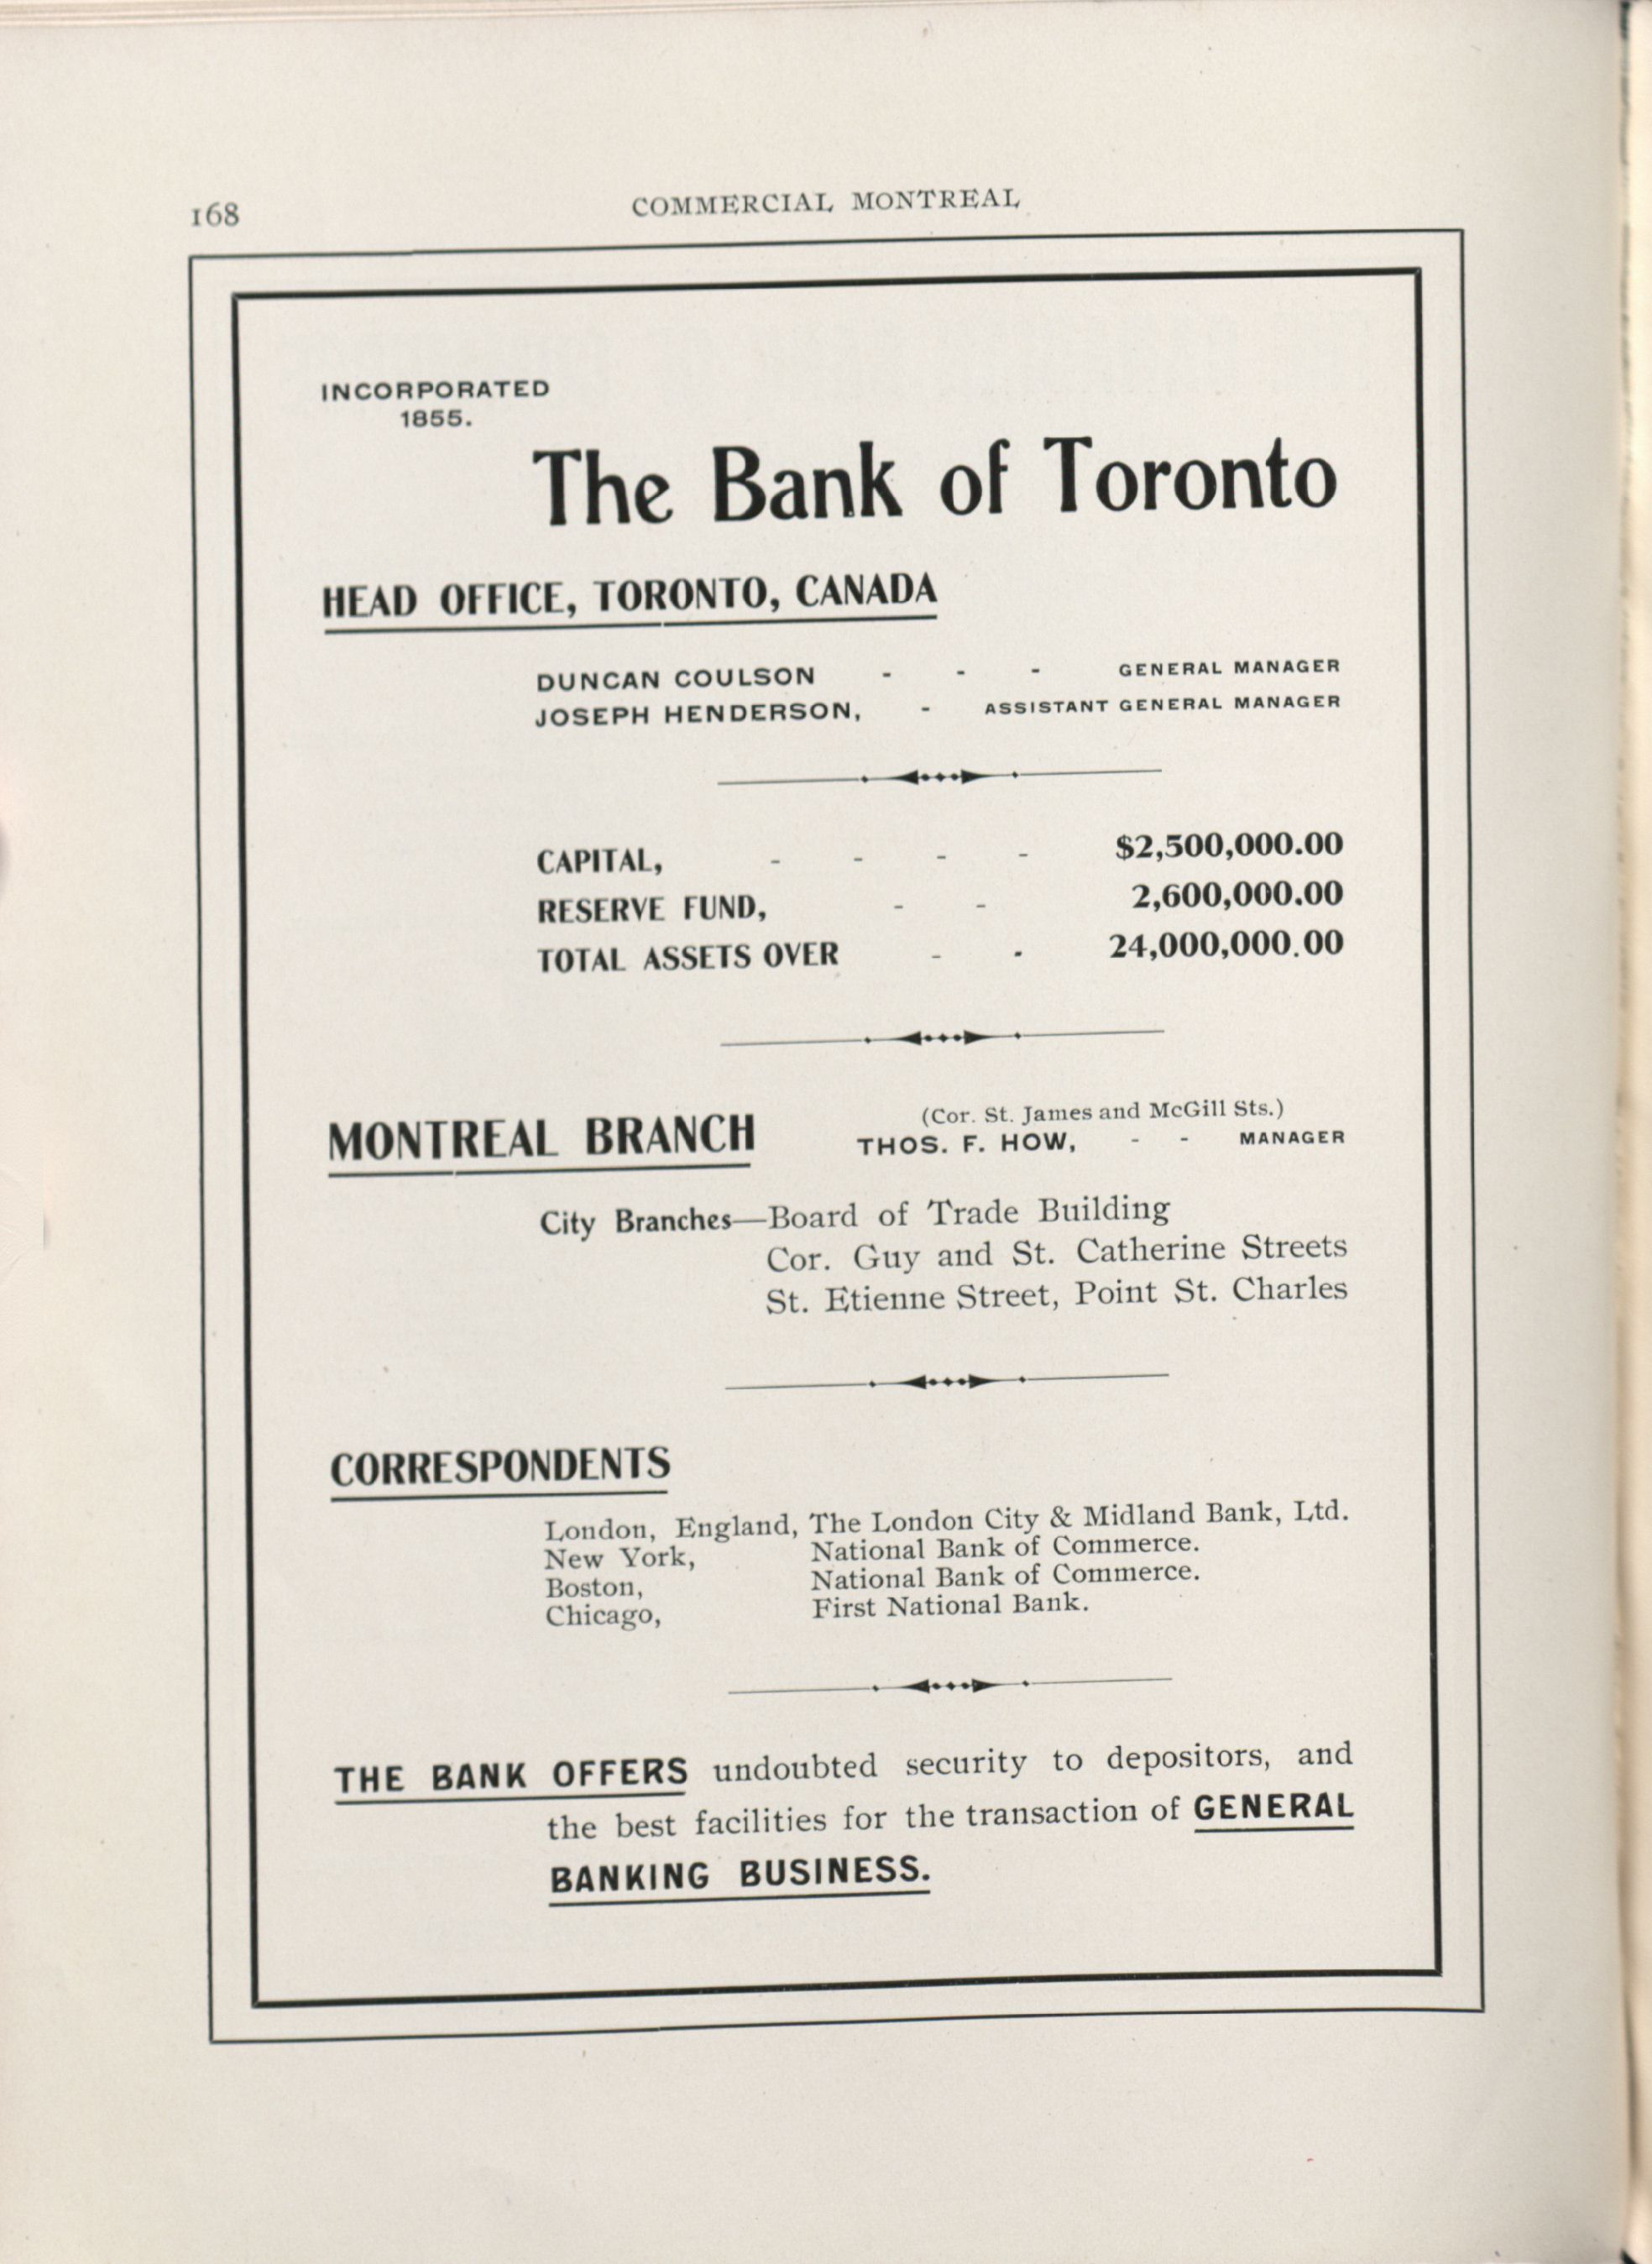 168
COMMERCIAL MONTREAL
INCORPORATED
1855.
The Bank of Toronto
HEAD OFFICE, TORONTO, CANADA
DUNCAN COULSON - - - GENERAL MANAGER
JOSEPH HENDERSON, - ASSISTANT GENERAL MANAGER
CAPITAL, - - - - $2,500,000.00
RESERVE FUND, - - 2,600,000.00
TOTAL ASSETS OVER - - 24,000,000.00
MONTREAL BRANCH
(Cor. St. James and McGill Sts.)
THOS. F. HOW, - - MANAGER
City Branches—Board of Trade Building
Cor. Guy and St. Catherine Streets
St. Etienne Street, Point St. Charles
CORRESPONDENTS
London, England, The London City & Midland Bank, Ltd.
New York, National Bank of Commerce.
Boston, National Bank of Commerce.
Chicago, First National Bank.
THE BANK OFFERS undoubted security to depositors, and
the best facilities for the transaction of GENERAL
BANKING BUSINESS.